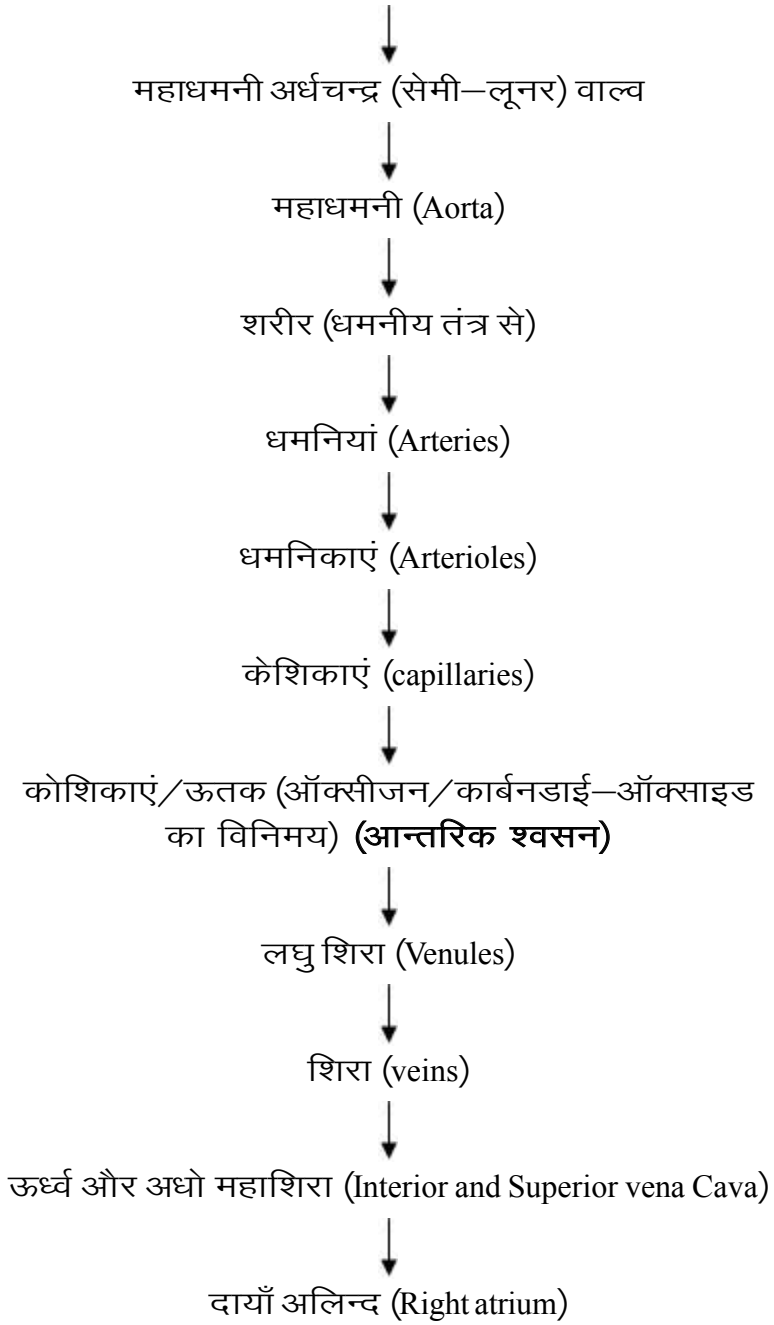 महाधमनी अर्धचन्द्र (सेमी–लूनर) वाल्व
महाधमनी (Aorta)
शरीर (धमनीय तंत्र से)
धमनियां (Arteries)
धमनिकाएं (Arterioles)
केशिकाएं (capillaries)
कोशिकाएं/ऊतक (ऑक्सीजन/कार्बनडाई–ऑक्साइड
का विनिमय) (आन्तरिक श्वसन)
लघु शिरा (Venules)
शिरा (veins)
ऊर्ध्व और अधो महाशिरा (Interior and Superior vena Cava)
दायाँ अलिन्द (Right atrium)